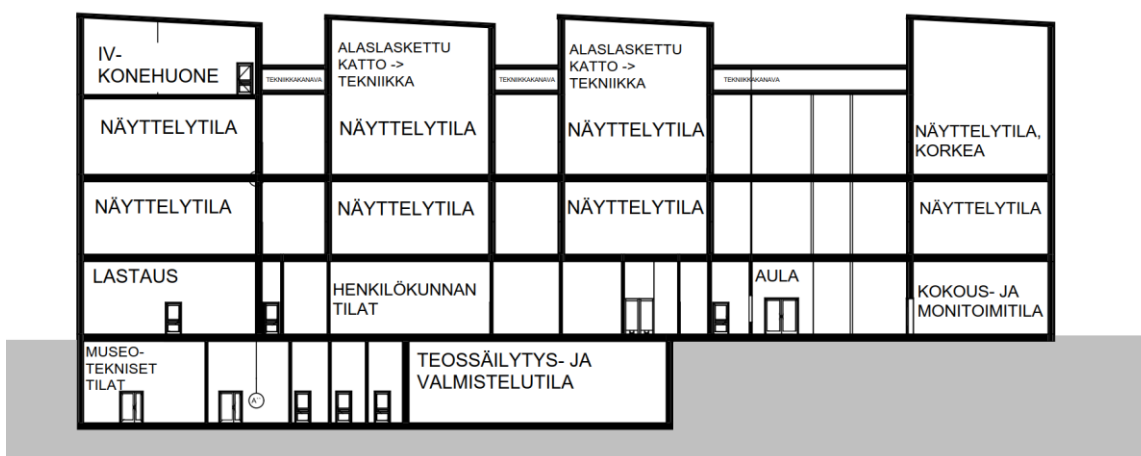 IV-
KONEHUONE
ALASLASKETTU
KATTO ->
TEKNIIKKA
ALASLASKETTU
KATTO ->
TEKNIIKKA
TEKNIIKKAKANAVA
TEKNIIKKAKANAVA
TEKNIIKKAKANAVA
NÄYTTELYTILA
NÄYTTELYTILA
NÄYTTELYTILA
NÄYTTELYTILA,
KORKEA
NÄYTTELYTILA
NÄYTTELYTILA
NÄYTTELYTILA
NÄYTTELYTILA
LASTAUS
HENKILÖKUNNAN
TILAT
AULA
KOKOUS- JA
MONITOIMITILA
MUSEO-
TEKNISET
TILAT
TEOSSÄILYTYS- JA
VALMISTELUTILA